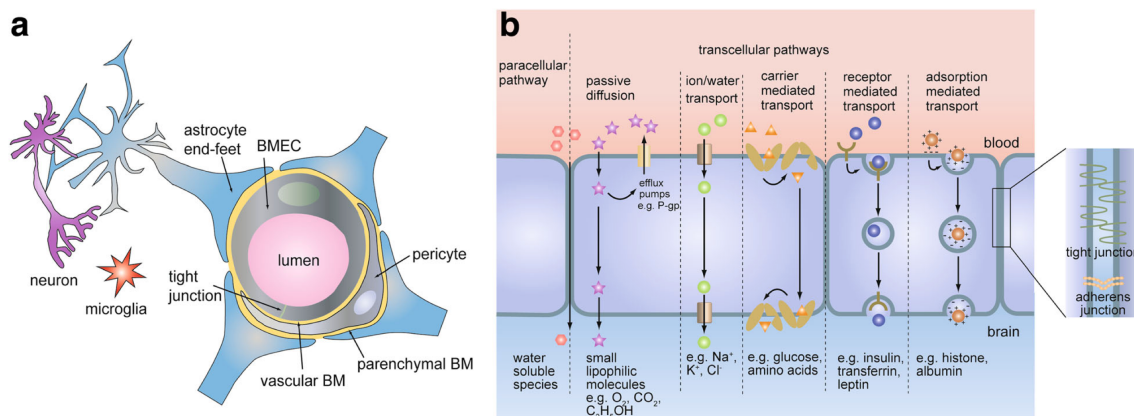 a
astrocyte
end-feet
BMEC
lumen
neuron
microglia
tight
junction
pericyte
parenchymal BM
vascular BM
b
transcellular pathways
paracellular
pathway
passive
diffusion
ion/water
transport
carrier
mediated
transport
receptor
mediated
transport
adsorption
mediated
transport
blood
efflux
pumps
e.g. P-gp
tight junction
adherens
junction
brain
water
soluble
species
small
lipophilic
molecules
e.g. O₂, CO₂,
C₂H₅OH
e.g. Na⁺,
K⁺, Cl⁻
e.g. glucose,
amino acids
e.g. insulin,
transferrin,
leptin
e.g. histone,
albumin